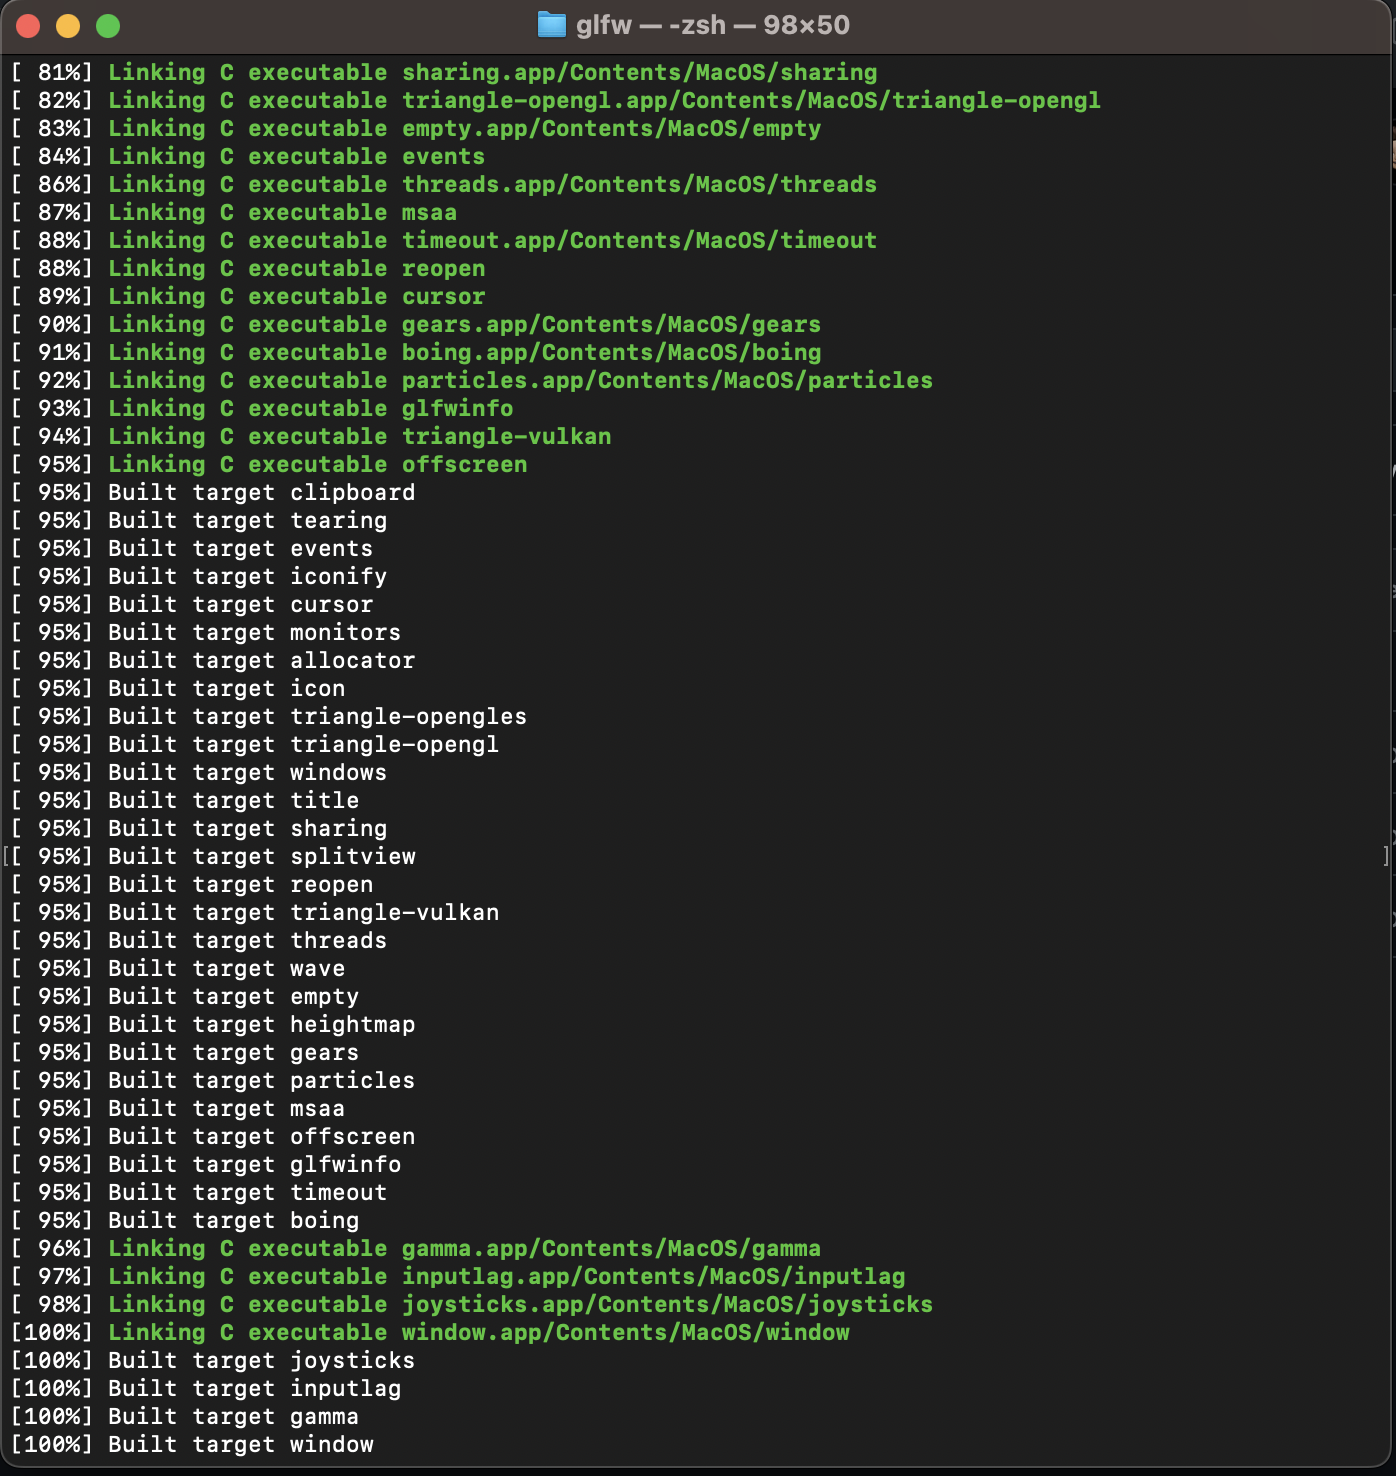 glfw — -zsh — 98×50
[ 81%] Linking C executable sharing.app/Contents/MacOS/sharing
[ 82%] Linking C executable triangle-opengl.app/Contents/MacOS/triangle-opengl
[ 83%] Linking C executable empty.app/Contents/MacOS/empty
[ 84%] Linking C executable events
[ 86%] Linking C executable threads.app/Contents/MacOS/threads
[ 87%] Linking C executable msaa
[ 88%] Linking C executable timeout.app/Contents/MacOS/timeout
[ 88%] Linking C executable reopen
[ 89%] Linking C executable cursor
[ 90%] Linking C executable gears.app/Contents/MacOS/gears
[ 91%] Linking C executable boing.app/Contents/MacOS/boing
[ 92%] Linking C executable particles.app/Contents/MacOS/particles
[ 93%] Linking C executable glfwinfo
[ 94%] Linking C executable triangle-vulkan
[ 95%] Linking C executable offscreen
[ 95%] Built target clipboard
[ 95%] Built target tearing
[ 95%] Built target events
[ 95%] Built target iconify
[ 95%] Built target cursor
[ 95%] Built target monitors
[ 95%] Built target allocator
[ 95%] Built target icon
[ 95%] Built target triangle-opengles
[ 95%] Built target triangle-opengl
[ 95%] Built target windows
[ 95%] Built target title
[ 95%] Built target sharing
[[ 95%] Built target splitview ]
[ 95%] Built target reopen
[ 95%] Built target triangle-vulkan
[ 95%] Built target threads
[ 95%] Built target wave
[ 95%] Built target empty
[ 95%] Built target heightmap
[ 95%] Built target gears
[ 95%] Built target particles
[ 95%] Built target msaa
[ 95%] Built target offscreen
[ 95%] Built target glfwinfo
[ 95%] Built target timeout
[ 95%] Built target boing
[ 96%] Linking C executable gamma.app/Contents/MacOS/gamma
[ 97%] Linking C executable inputlag.app/Contents/MacOS/inputlag
[ 98%] Linking C executable joysticks.app/Contents/MacOS/joysticks
[100%] Linking C executable window.app/Contents/MacOS/window
[100%] Built target joysticks
[100%] Built target inputlag
[100%] Built target gamma
[100%] Built target window